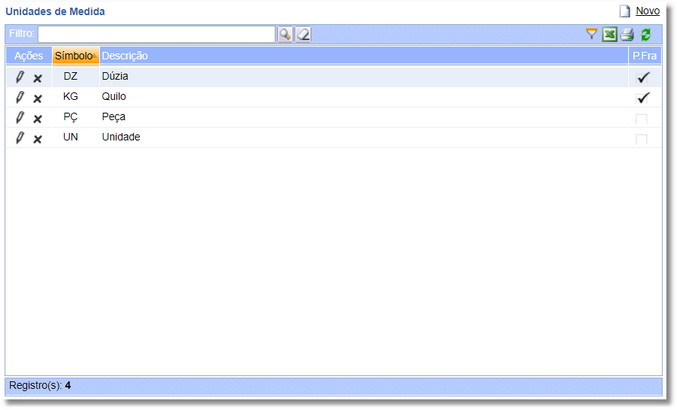 Unidades de Medida Novo
Filtro:
Ações Símbolo Descrição P.Fra
DZ Dúzia
KG Quilo
PÇ Peça
UN Unidade
Registro(s): 4